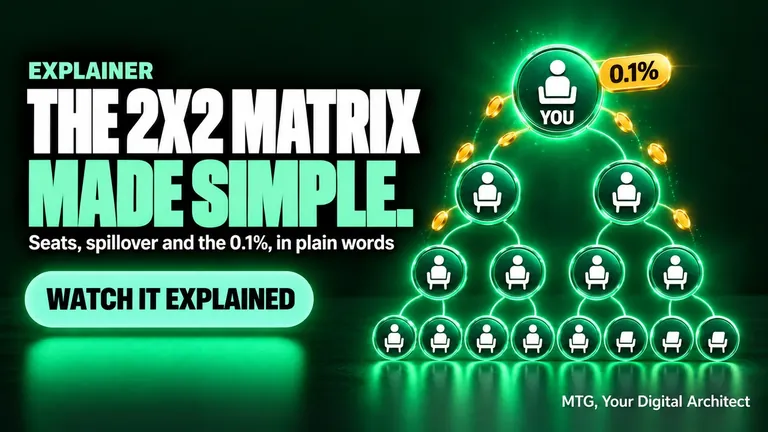 EXPLAINER
THE 2X2 MATRIX
MADE SIMPLE.
Seats, spillover and the 0.1%, in plain words
WATCH IT EXPLAINED
0.1%
YOU
MTG, Your Digital Architect